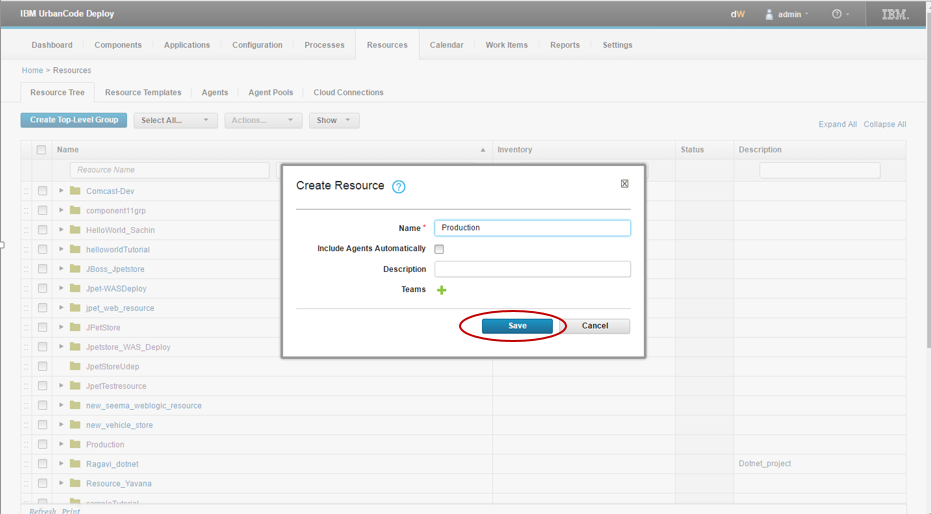 IBM UrbanCode Deploy dW admin IBM.
Dashboard Components Applications Configuration Processes Resources Calendar Work Items Reports Settings
Home > Resources
Resource Tree Resource Templates Agents Agent Pools Cloud Connections
Create Top-Level Group Select All... Actions... Show Expand All Collapse All
Name Inventory Status Description
Resource Name
Create Resource ?
Name * Production
Include Agents Automatically
Description
Teams
Save Cancel
Comcast-Dev
component11grp
HelloWorld_Sachin
helloworldTutorial
JBoss_Jpetstore
Jpet-WASDeploy
jpet_web_resource
JPetStore
Jpetstore_WAS_Deploy
JpetStoreUdep
JpetTestresource
new_seema_weblogic_resource
new_vehicle_store
Production
Ragavi_dotnet Dotnet_project
Resource_Yavana
sampleTutorial
Refresh Print